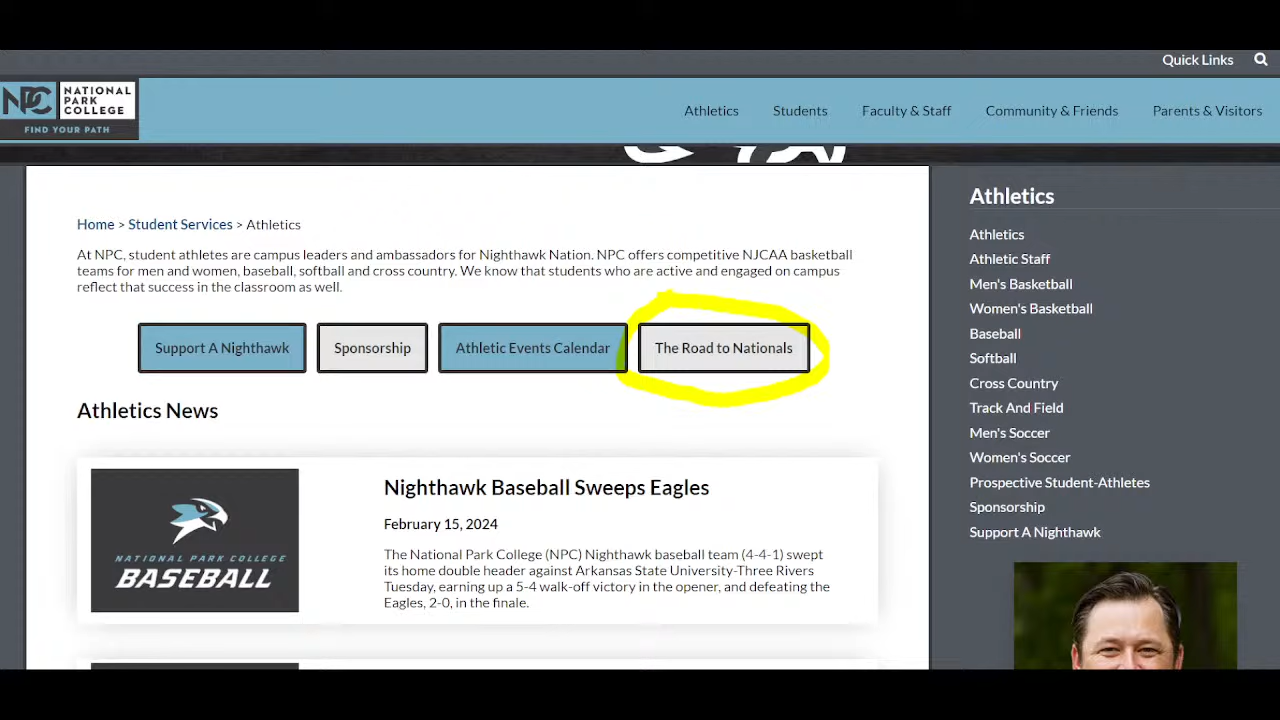 Quick Links
NPC
NATIONAL
PARK
COLLEGE
FIND YOUR PATH
Athletics
Students
Faculty & Staff
Community & Friends
Parents & Visitors
Home > Student Services > Athletics
At NPC, student athletes are campus leaders and ambassadors for Nighthawk Nation. NPC offers competitive NJCAA basketball
teams for men and women, baseball, softball and cross country. We know that students who are active and engaged on campus
reflect that success in the classroom as well.
Support A Nighthawk
Sponsorship
Athletic Events Calendar
The Road to Nationals
Athletics News
NATIONAL PARK COLLEGE
BASEBALL
Nighthawk Baseball Sweeps Eagles
February 15, 2024
The National Park College (NPC) Nighthawk baseball team (4-4-1) swept
its home double header against Arkansas State University-Three Rivers
Tuesday, earning up a 5-4 walk-off victory in the opener, and defeating the
Eagles, 2-0, in the finale.
Athletics
Athletics
Athletic Staff
Men's Basketball
Women's Basketball
Baseball
Softball
Cross Country
Track And Field
Men's Soccer
Women's Soccer
Prospective Student-Athletes
Sponsorship
Support A Nighthawk